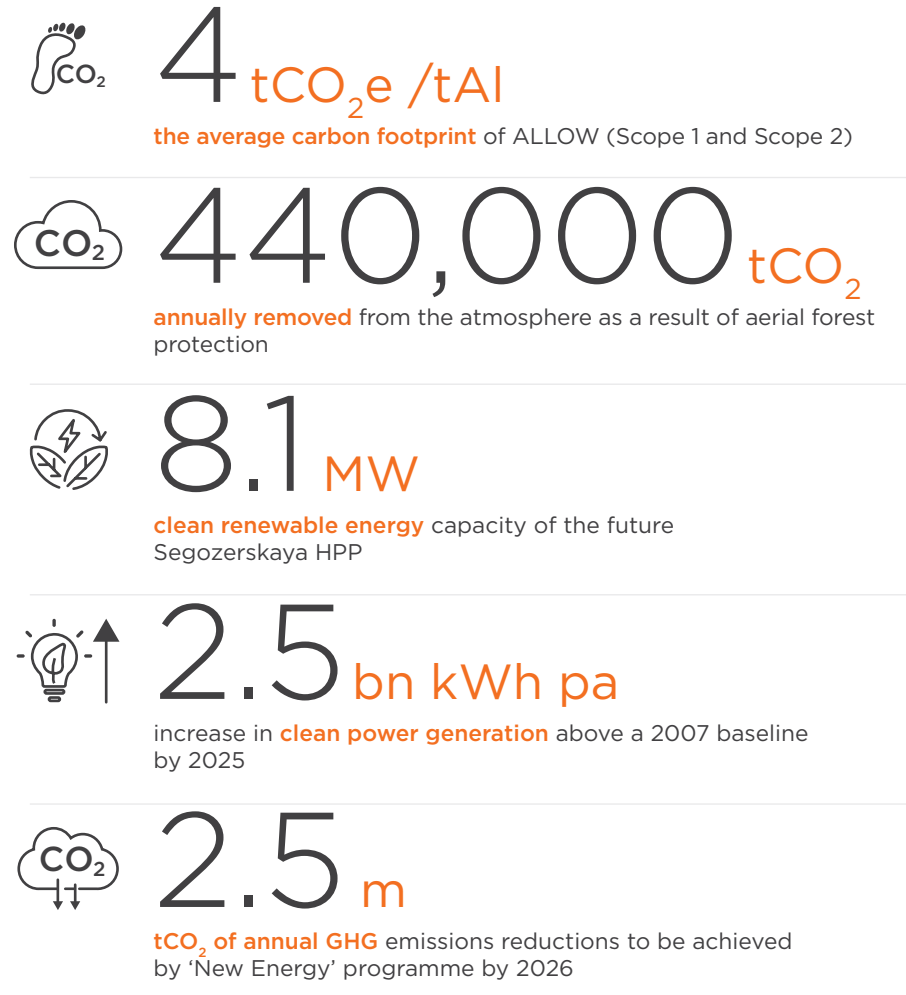 CO₂
4 tCO₂e /tAl
the average carbon footprint of ALLOW (Scope 1 and Scope 2)
CO₂
440,000 tCO₂
annually removed from the atmosphere as a result of aerial forest
protection
8.1 MW
clean renewable energy capacity of the future
Segozerskaya HPP
2.5 bn kWh pa
increase in clean power generation above a 2007 baseline
by 2025
CO₂
2.5 m
tCO₂ of annual GHG emissions reductions to be achieved
by ‘New Energy’ programme by 2026